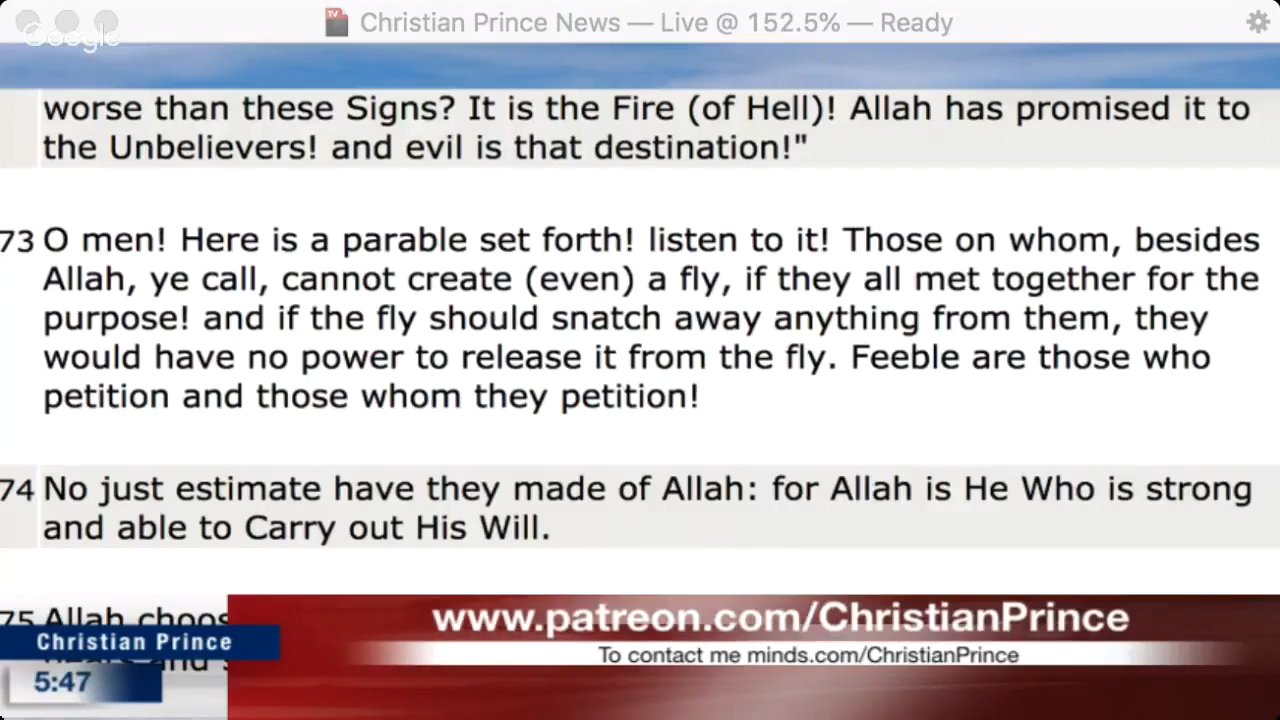 Christian Prince News — Live @ 152.5% — Ready
Google
worse than these Signs? It is the Fire (of Hell)! Allah has promised it to
the Unbelievers! and evil is that destination!"
73 O men! Here is a parable set forth! listen to it! Those on whom, besides
Allah, ye call, cannot create (even) a fly, if they all met together for the
purpose! and if the fly should snatch away anything from them, they
would have no power to release it from the fly. Feeble are those who
petition and those whom they petition!
74 No just estimate have they made of Allah: for Allah is He Who is strong
and able to Carry out His Will.
75 Allah choos
www.patreon.com/ChristianPrince
Christian Prince
To contact me minds.com/ChristianPrince
5:47